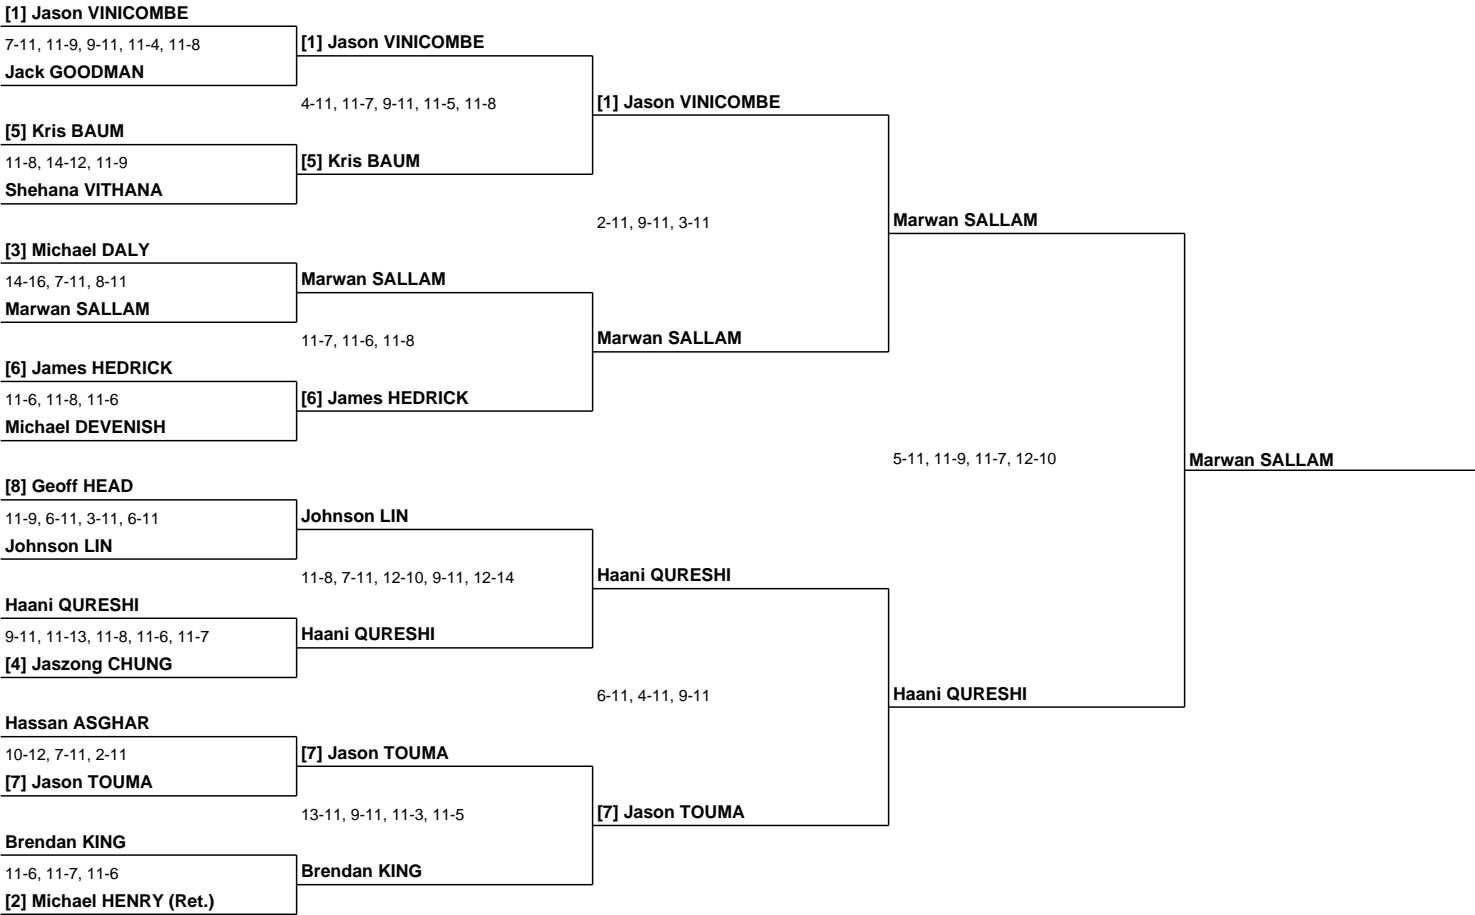 [1] Jason VINICOMBE
7-11, 11-9, 9-11, 11-4, 11-8
Jack GOODMAN
[5] Kris BAUM
11-8, 14-12, 11-9
Shehana VITHANA
[3] Michael DALY
14-16, 7-11, 8-11
Marwan SALLAM
[6] James HEDRICK
11-6, 11-8, 11-6
Michael DEVENISH
[8] Geoff HEAD
11-9, 6-11, 3-11, 6-11
Johnson LIN
Haani QURESHI
9-11, 11-13, 11-8, 11-6, 11-7
[4] Jaszong CHUNG
Hassan ASGHAR
10-12, 7-11, 2-11
[7] Jason TOUMA
Brendan KING
11-6, 11-7, 11-6
[2] Michael HENRY (Ret.)
[1] Jason VINICOMBE
4-11, 11-7, 9-11, 11-5, 11-8
[5] Kris BAUM
Marwan SALLAM
11-7, 11-6, 11-8
[6] James HEDRICK
Johnson LIN
11-8, 7-11, 12-10, 9-11, 12-14
Haani QURESHI
[7] Jason TOUMA
13-11, 9-11, 11-3, 11-5
Brendan KING
[1] Jason VINICOMBE
2-11, 9-11, 3-11
Marwan SALLAM
Haani QURESHI
6-11, 4-11, 9-11
[7] Jason TOUMA
Marwan SALLAM
5-11, 11-9, 11-7, 12-10
Haani QURESHI
Marwan SALLAM